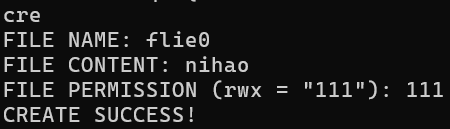 cre
FILE NAME: flie0
FILE CONTENT: nihao
FILE PERMISSION (rwx = "111"): 111
CREATE SUCCESS!